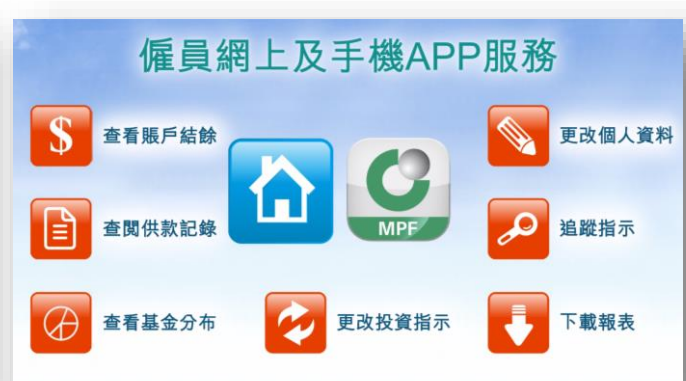 僱員網上及手機APP服務
查看賬戶結餘
更改個人資料
MPF
查閱供款記錄
追蹤指示
查看基金分布
更改投資指示
下載報表